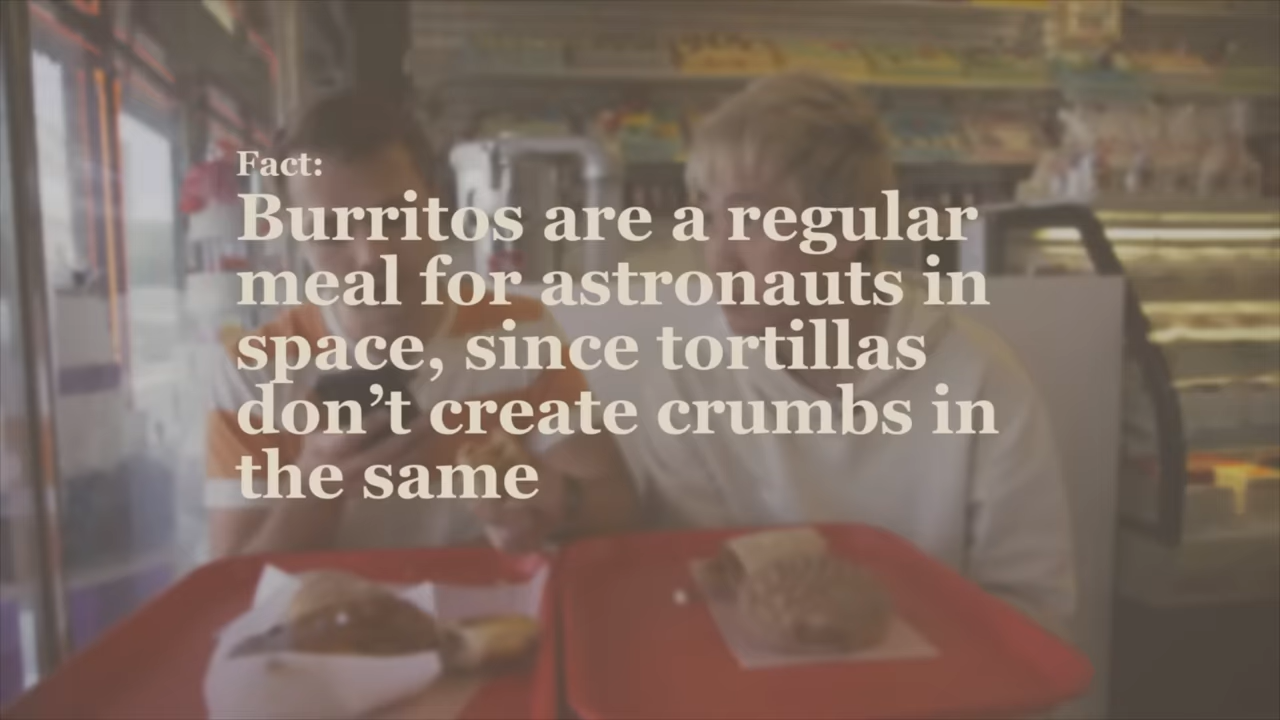 Fact:
Burritos are a regular
meal for astronauts in
space, since tortillas
don’t create crumbs in
the same